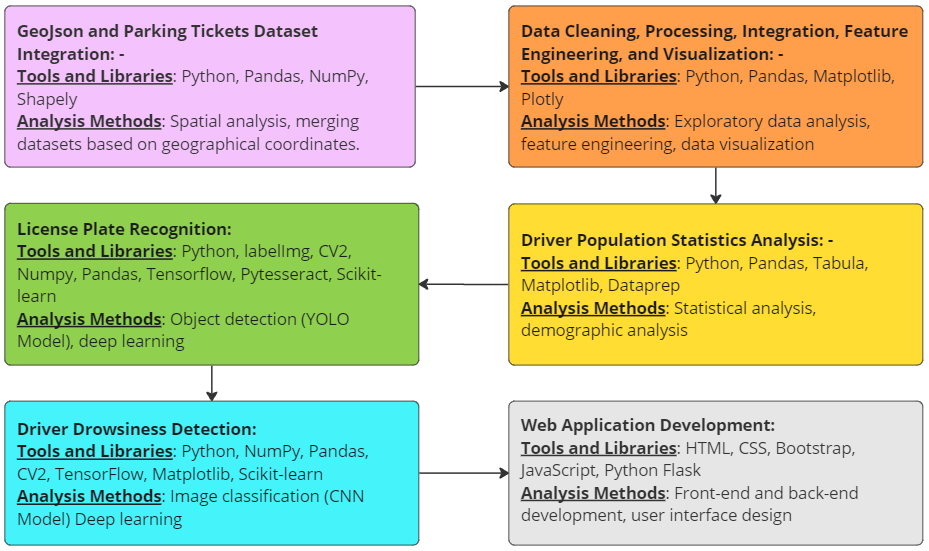 GeoJson and Parking Tickets Dataset
Integration: -
Tools and Libraries: Python, Pandas, NumPy,
Shapely
Analysis Methods: Spatial analysis, merging
datasets based on geographical coordinates.
Data Cleaning, Processing, Integration, Feature
Engineering, and Visualization: -
Tools and Libraries: Python, Pandas, Matplotlib,
Plotly
Analysis Methods: Exploratory data analysis,
feature engineering, data visualization
Driver Population Statistics Analysis: -
Tools and Libraries: Python, Pandas, Tabula,
Matplotlib, Dataprep
Analysis Methods: Statistical analysis,
demographic analysis
License Plate Recognition:
Tools and Libraries: Python, labelImg, CV2,
Numpy, Pandas, Tensorflow, Pytesseract, Scikit-
learn
Analysis Methods: Object detection (YOLO
Model), deep learning
Driver Drowsiness Detection:
Tools and Libraries: Python, NumPy, Pandas,
CV2, TensorFlow, Matplotlib, Scikit-learn
Analysis Methods: Image classification (CNN
Model) Deep learning
Web Application Development:
Tools and Libraries: HTML, CSS, Bootstrap,
JavaScript, Python Flask
Analysis Methods: Front-end and back-end
development, user interface design